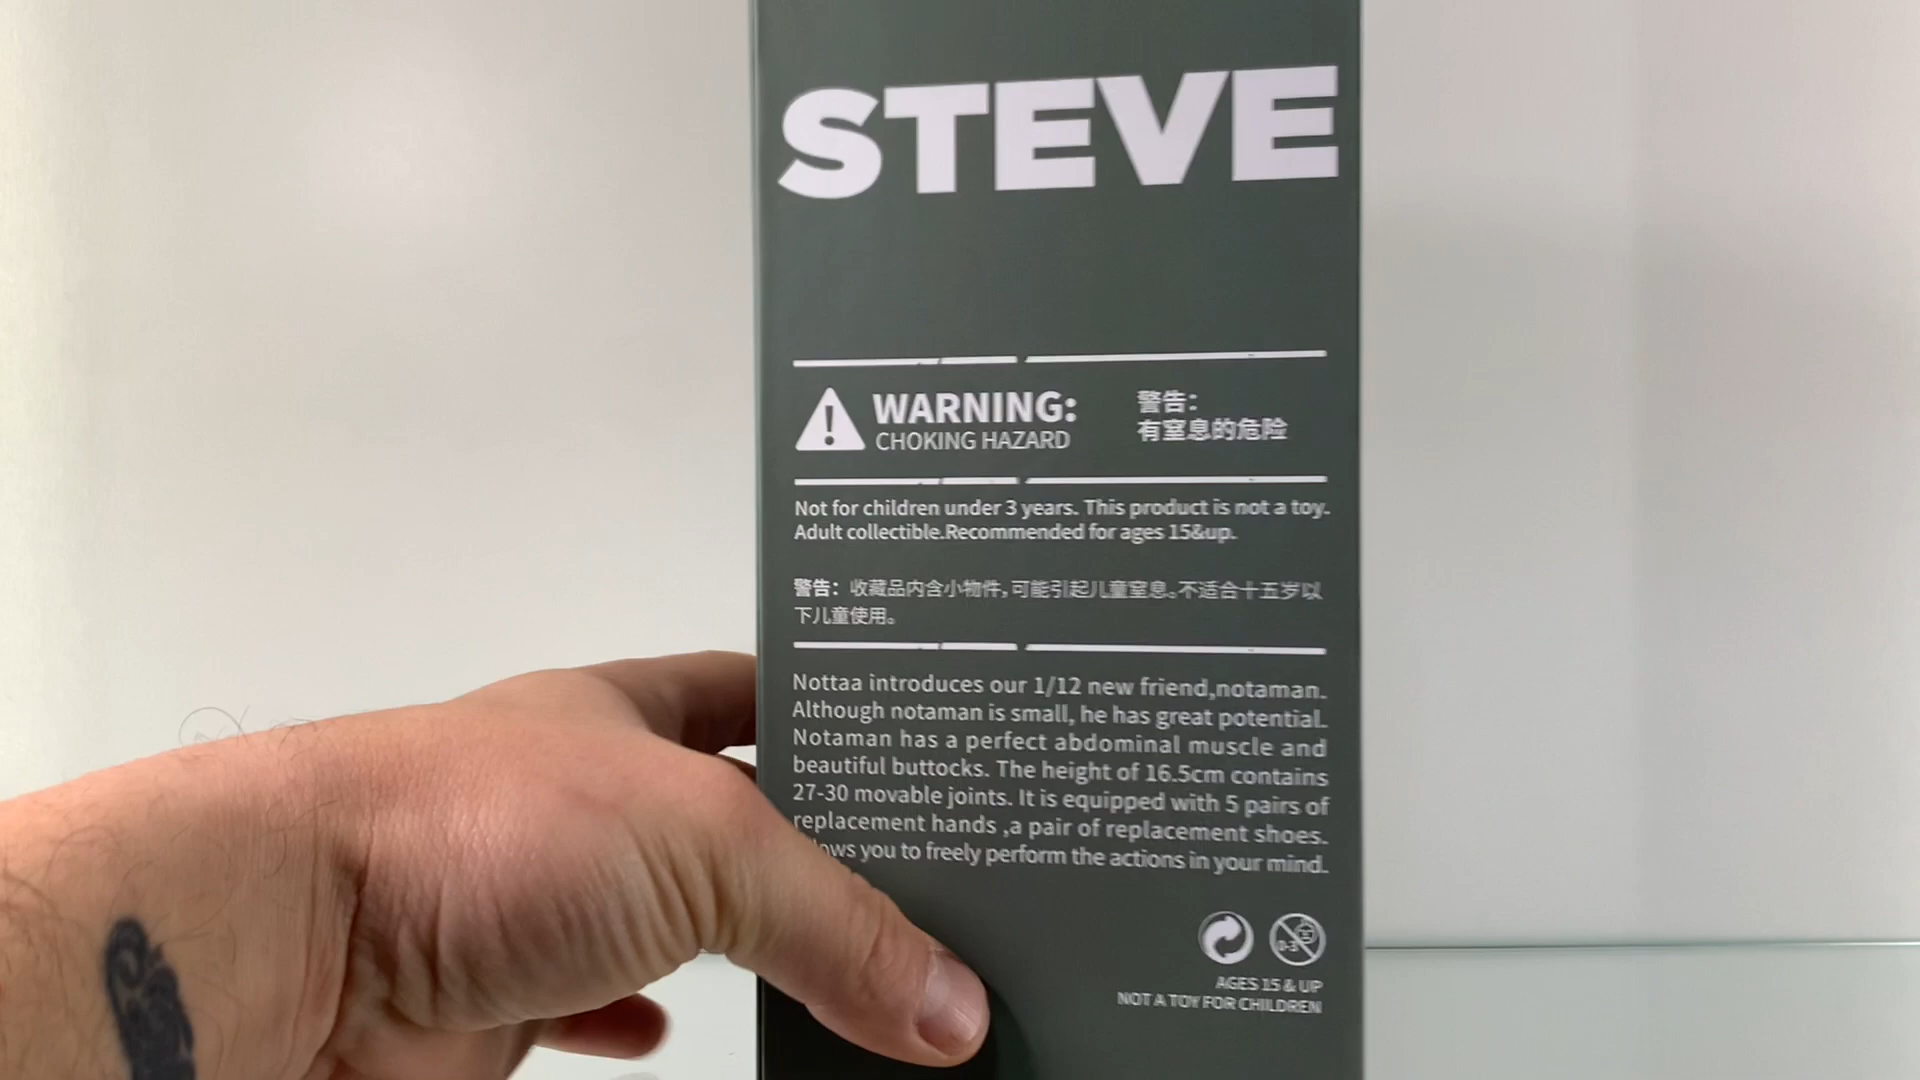 STEVE
WARNING:
CHOKING HAZARD
警告:
有窒息的危险
Not for children under 3 years. This product is not a toy.
Adult collectible.Recommended for ages 15&up.
警告: 收藏品内含小物件,可能引起儿童窒息。不适合十五岁以
下儿童使用。
Nottaa introduces our 1/12 new friend,notaman.
Although notaman is small, he has great potential.
Notaman has a perfect abdominal muscle and
beautiful buttocks. The height of 16.5cm contains
27-30 movable joints. It is equipped with 5 pairs of
replacement hands ,a pair of replacement shoes.
you to freely perform the actions in your mind.
0-3
AGES 15 & UP
NOT A TOY FOR CHILDREN